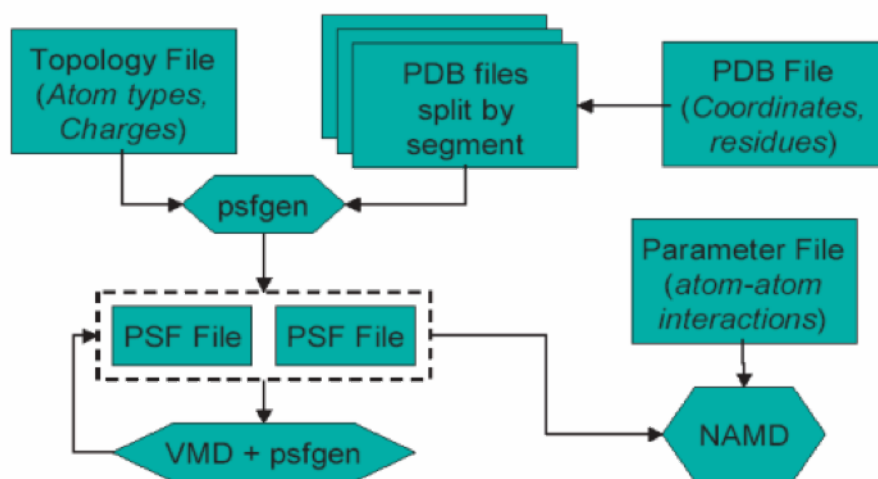 Topology File
(Atom types,
Charges)
PDB files
split by
segment
PDB File
(Coordinates,
residues)
psfgen
Parameter File
(atom-atom
interactions)
PSF File
PSF File
VMD + psfgen
NAMD